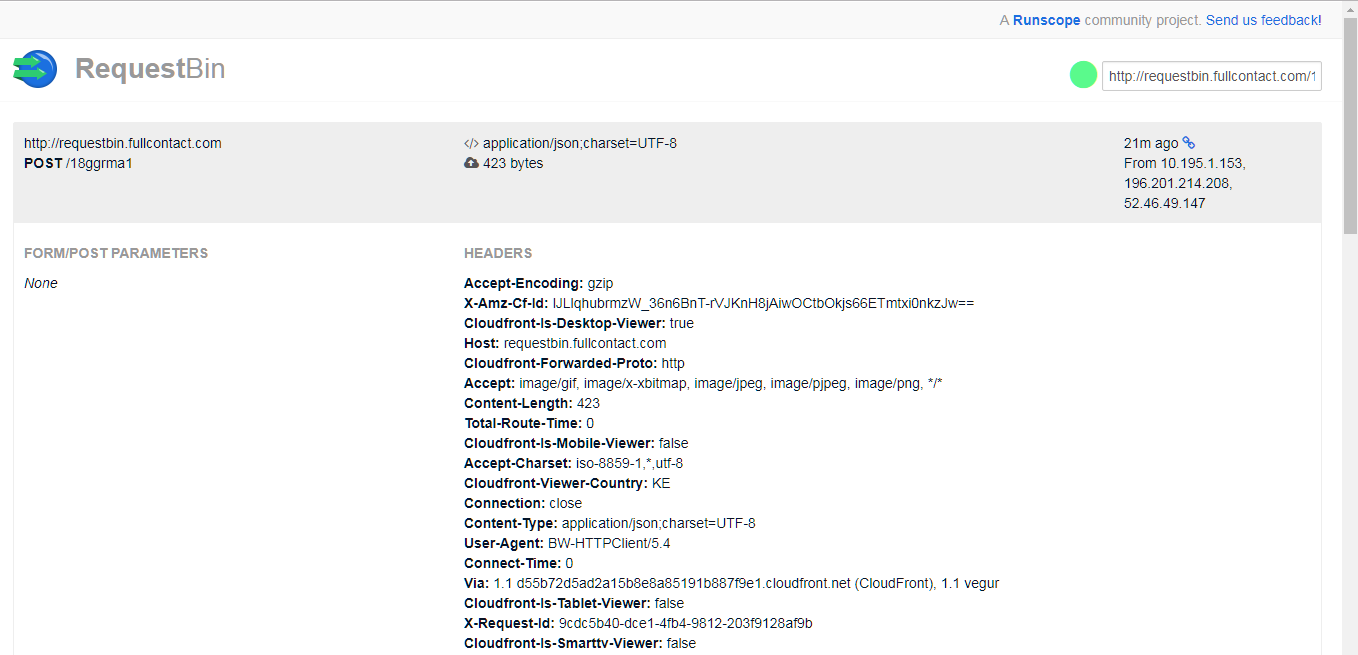 A Runscope community project. Send us feedback!
RequestBin
http://requestbin.fullcontact.com/1
http://requestbin.fullcontact.com
POST /18ggrma1
</> application/json;charset=UTF-8
423 bytes
21m ago
From 10.195.1.153,
196.201.214.208,
52.46.49.147
FORM/POST PARAMETERS
None
HEADERS
Accept-Encoding: gzip
X-Amz-Cf-Id: IJLlqhubrmzW_36n6BnT-rVJKnH8jAiwOCtbOkjs66ETmtxi0nkzJw==
Cloudfront-Is-Desktop-Viewer: true
Host: requestbin.fullcontact.com
Cloudfront-Forwarded-Proto: http
Accept: image/gif, image/x-xbitmap, image/jpeg, image/pjpeg, image/png, */*
Content-Length: 423
Total-Route-Time: 0
Cloudfront-Is-Mobile-Viewer: false
Accept-Charset: iso-8859-1,*,utf-8
Cloudfront-Viewer-Country: KE
Connection: close
Content-Type: application/json;charset=UTF-8
User-Agent: BW-HTTPClient/5.4
Connect-Time: 0
Via: 1.1 d55b72d5ad2a15b8e8a85191b887f9e1.cloudfront.net (CloudFront), 1.1 vegur
Cloudfront-Is-Tablet-Viewer: false
X-Request-Id: 9cdc5b40-dce1-4fb4-9812-203f9128af9b
Cloudfront-Is-Smarttv-Viewer: false